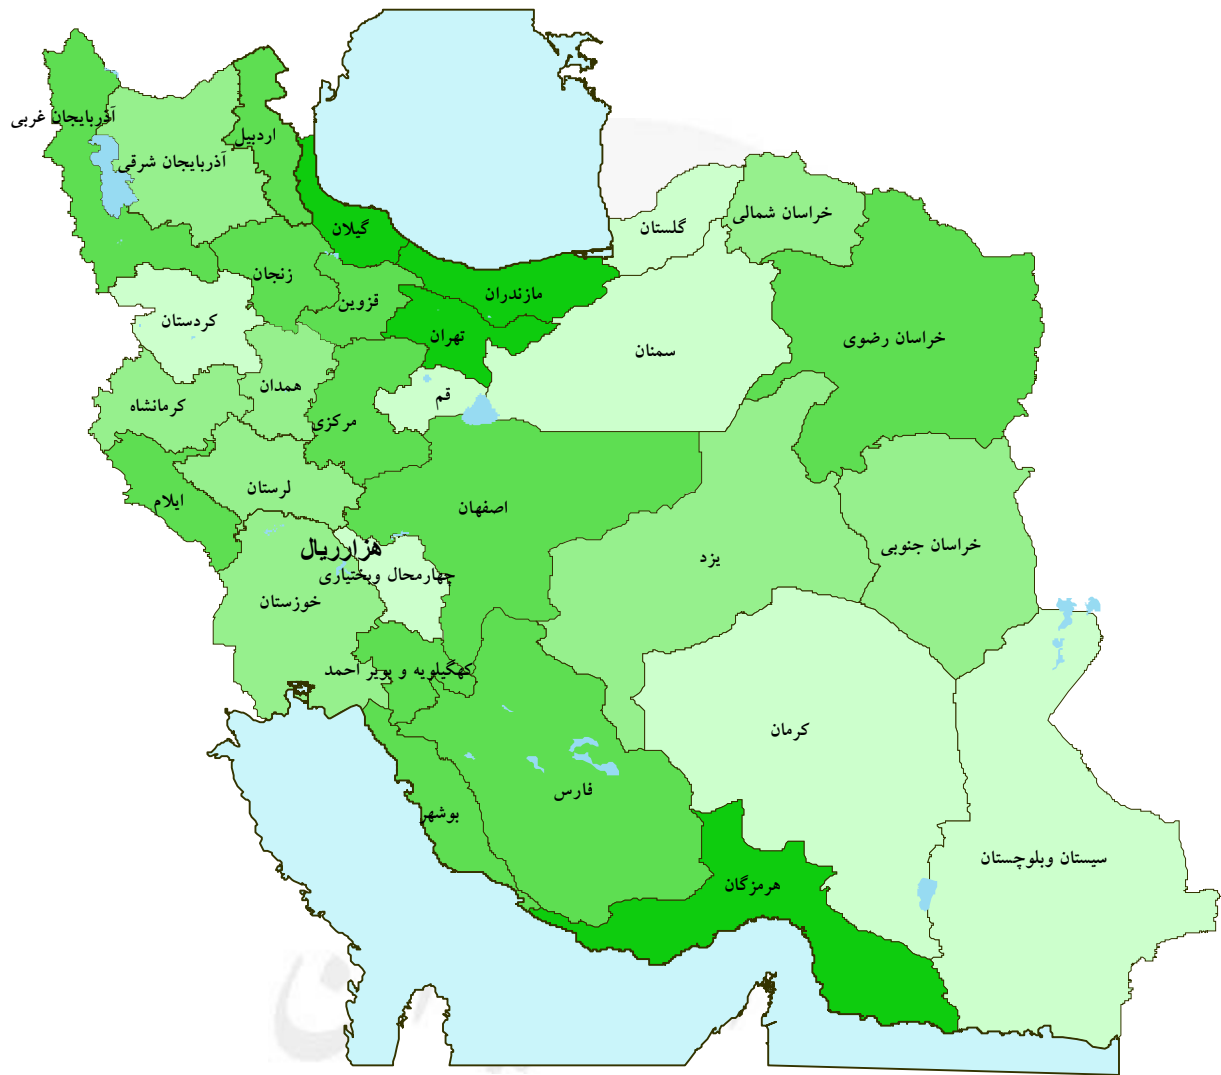 آذربایجان غربی
اردبیل
آذربایجان شرقی
گیلان
گلستان
خراسان شمالی
زنجان
قزوین
مازندران
کردستان
تهران
سمنان
خراسان رضوی
همدان
قم
کرمانشاه
مرکزی
ایلام
لرستان
اصفهان
هزارریال
یزد
خراسان جنوبی
چهارمحال وبختیاری
خوزستان
کهگیلویه و بویر احمد
کرمان
فارس
بوشهر
سیستان وبلوچستان
هرمزگان